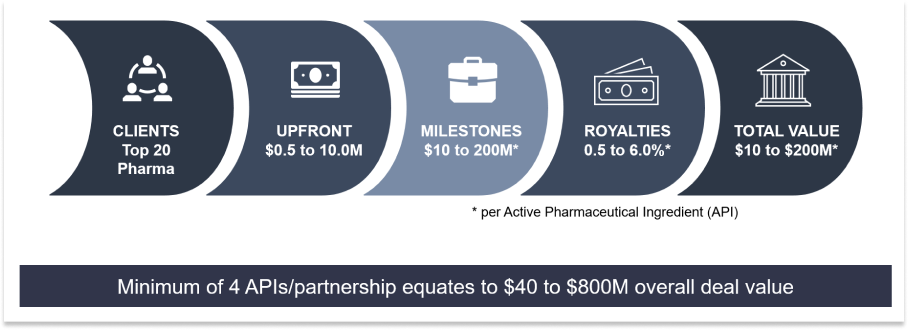 CLIENTS
Top 20
Pharma
UPFRONT
$0.5 to 10.0M
MILESTONES
$10 to 200M*
ROYALTIES
0.5 to 6.0%*
TOTAL VALUE
$10 to $200M*
* per Active Pharmaceutical Ingredient (API)
Minimum of 4 APIs/partnership equates to $40 to $800M overall deal value